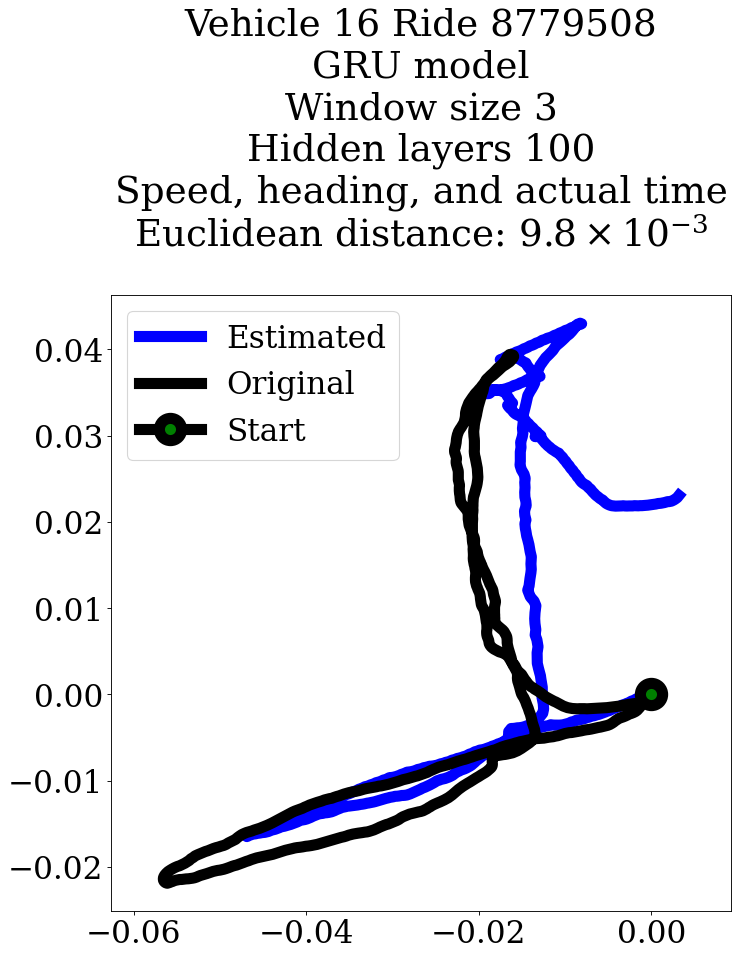 Vehicle 16 Ride 8779508
GRU model
Window size 3
Hidden layers 100
Speed, heading, and actual time
Euclidean distance: 9.8 × 10⁻³
Estimated
Original
Start
0.04
0.03
0.02
0.01
0.00
−0.01
−0.02
−0.06
−0.04
−0.02
0.00